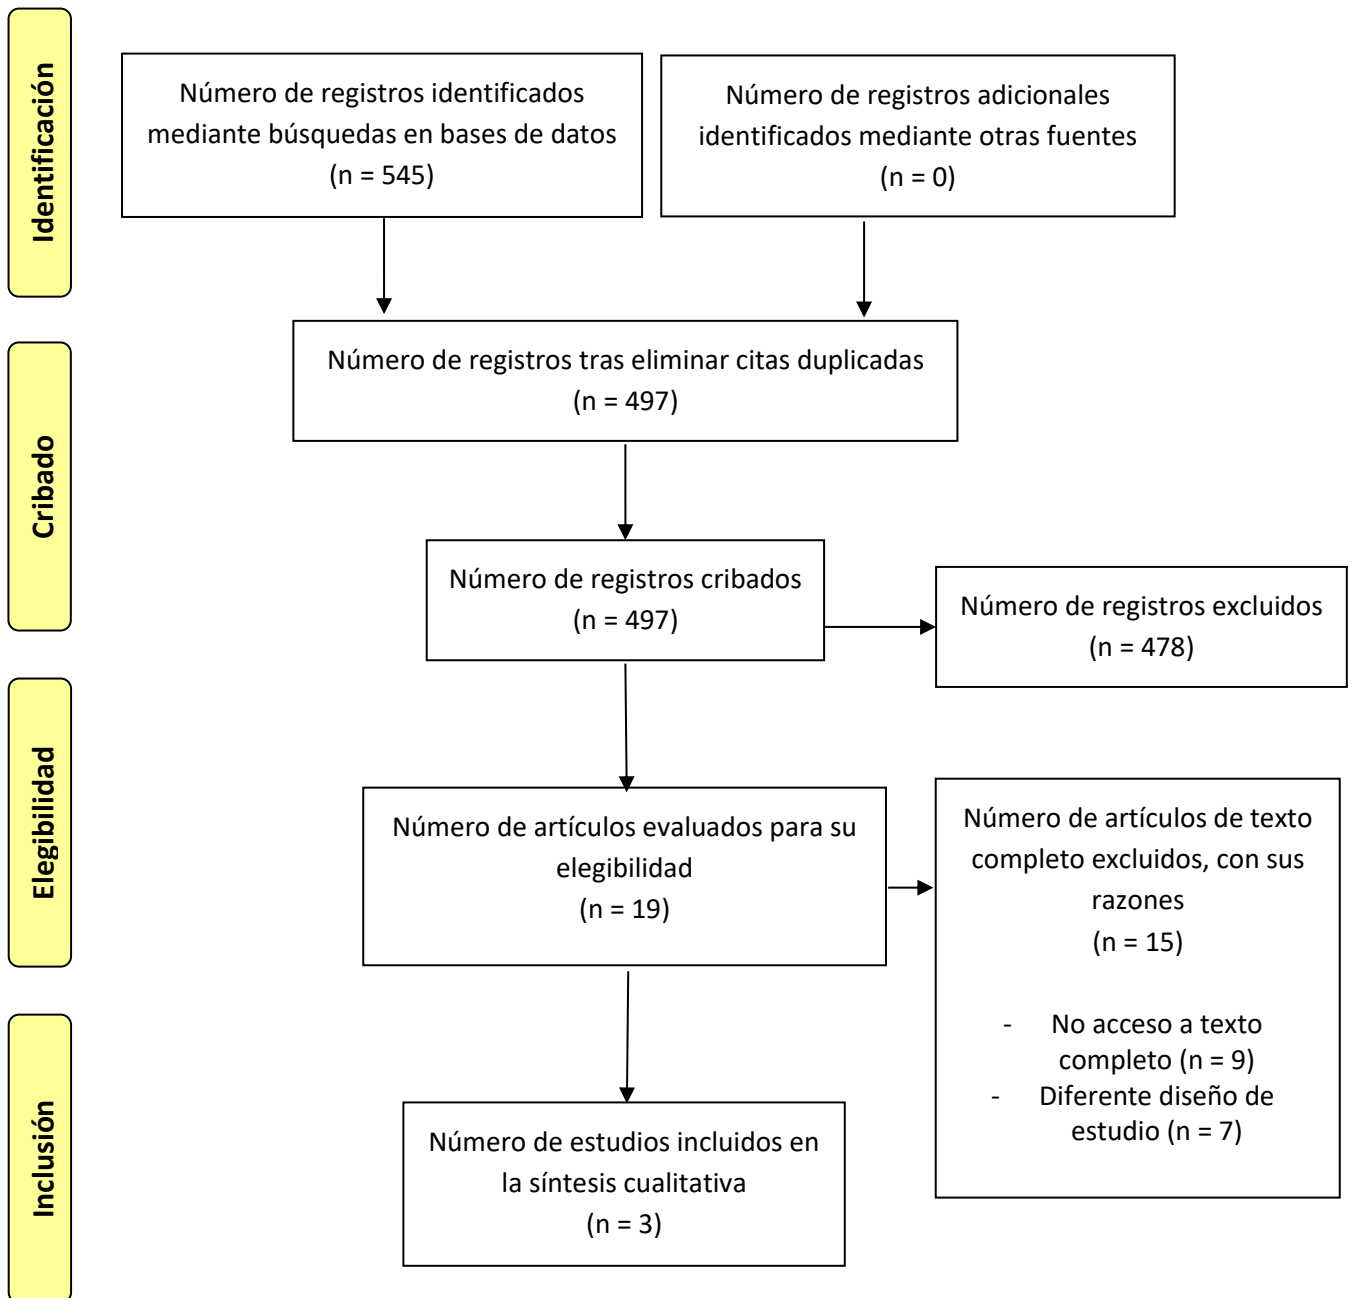 Identificación
Número de registros identificados
mediante búsquedas en bases de datos
(n = 545)
Número de registros adicionales
identificados mediante otras fuentes
(n = 0)
Número de registros tras eliminar citas duplicadas
(n = 497)
Cribado
Número de registros cribados
(n = 497)
Número de registros excluidos
(n = 478)
Elegibilidad
Número de artículos evaluados para su
elegibilidad
(n = 19)
Número de artículos de texto
completo excluidos, con sus
razones
(n = 15)
- No acceso a texto
completo (n = 9)
- Diferente diseño de
estudio (n = 7)
Inclusión
Número de estudios incluidos en
la síntesis cualitativa
(n = 3)